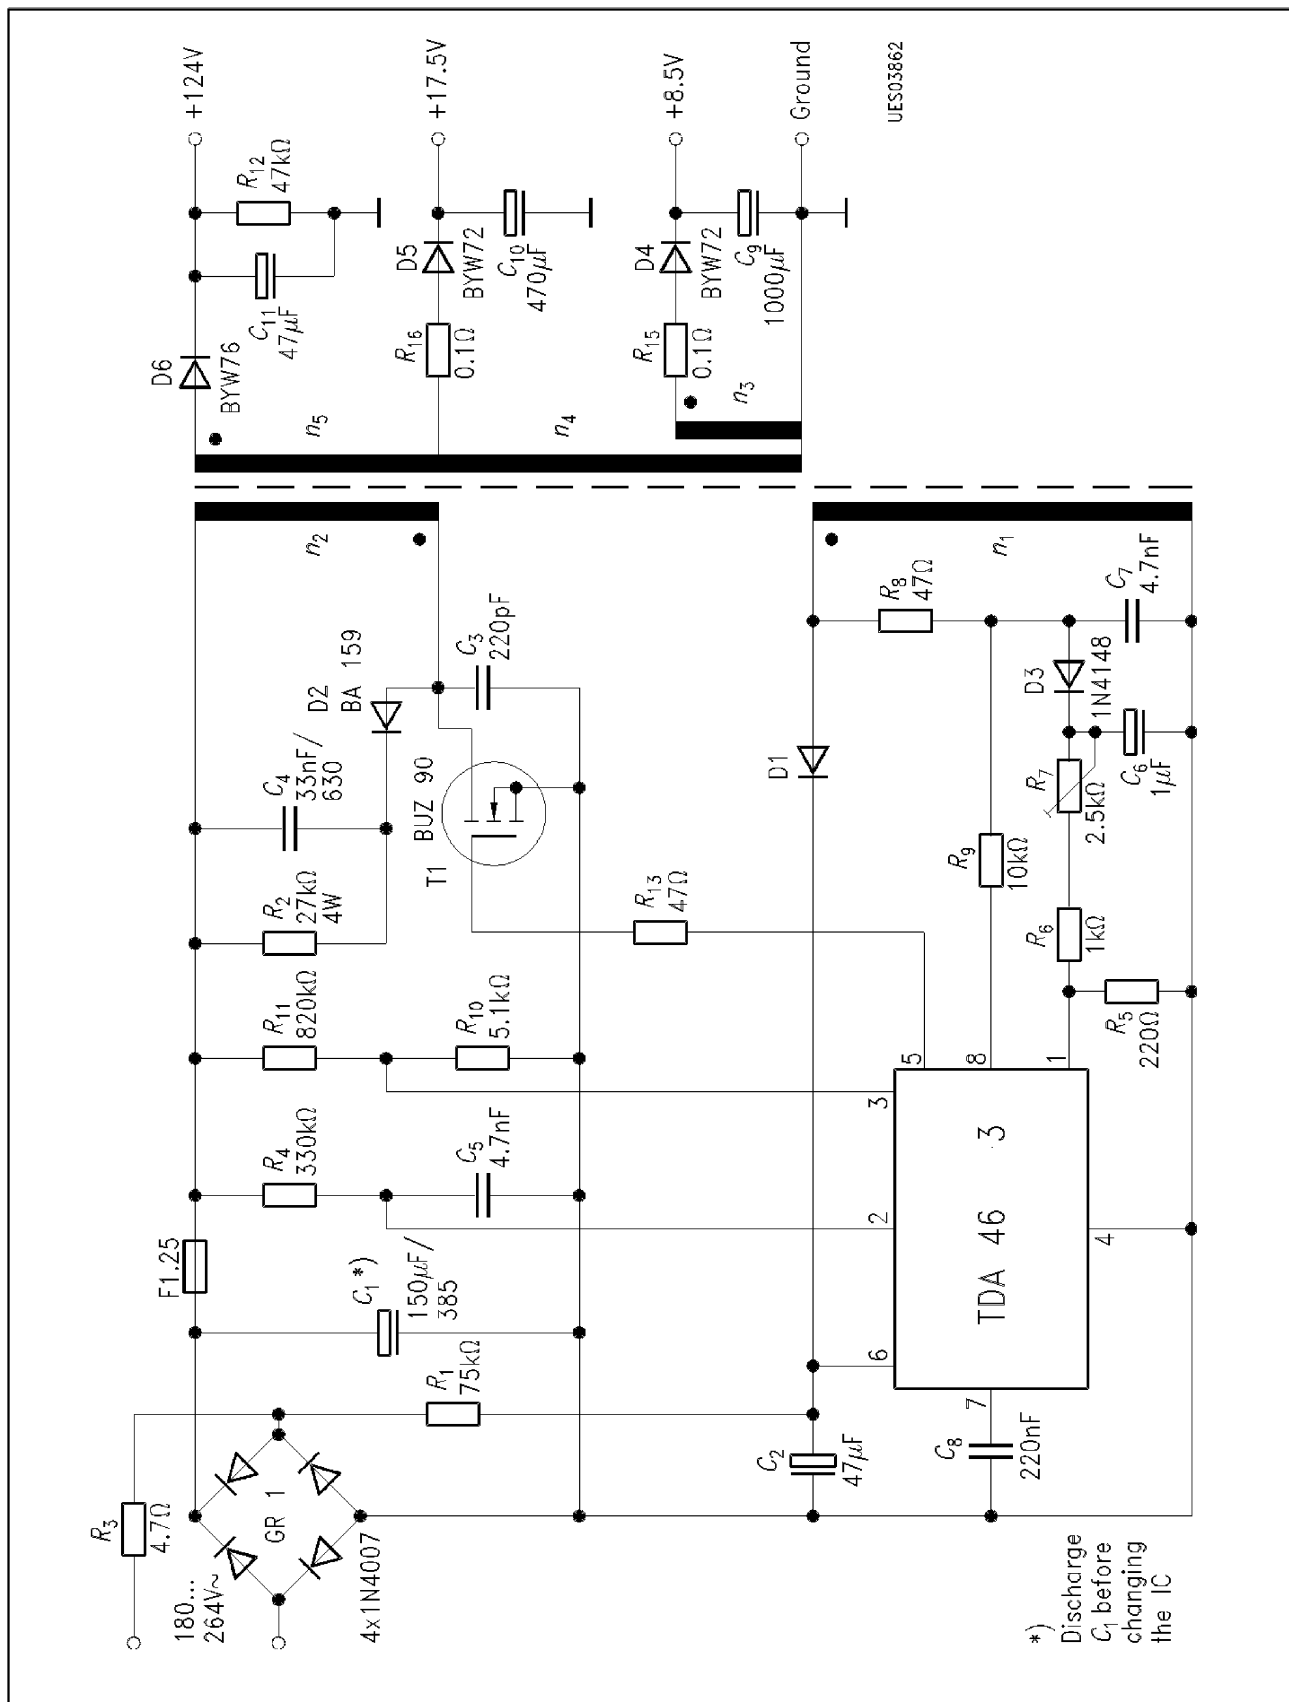 180...
264V~
R3
4.7Ω
GR 1
4x1N4007
F1.25
C1 *)
150µF/
385
R1
75kΩ
R4
330kΩ
C5
4.7nF
R11
820kΩ
R10
5.1kΩ
R2
27kΩ
4W
C4
33nF/
630
D2
BA 159
T1
BUZ 90
C3
220pF
R13
47Ω
n2
D6
BYW76
C11
47µF
R12
47kΩ
+124V
n5
n4
R16
0.1Ω
D5
BYW72
C10
470µF
+17.5V
n3
R15
0.1Ω
D4
BYW72
C9
1000µF
+8.5V
Ground
UES03862
D1
n1
R8
47Ω
R9
10kΩ
D3
1N4148
C7
4.7nF
R7
2.5kΩ
C6
1µF
R6
1kΩ
R5
220Ω
C2
47µF
C8
220nF
6
2
3
5
8
1
7
4
TDA 46 3
*)
Discharge
C1 before
changing
the IC